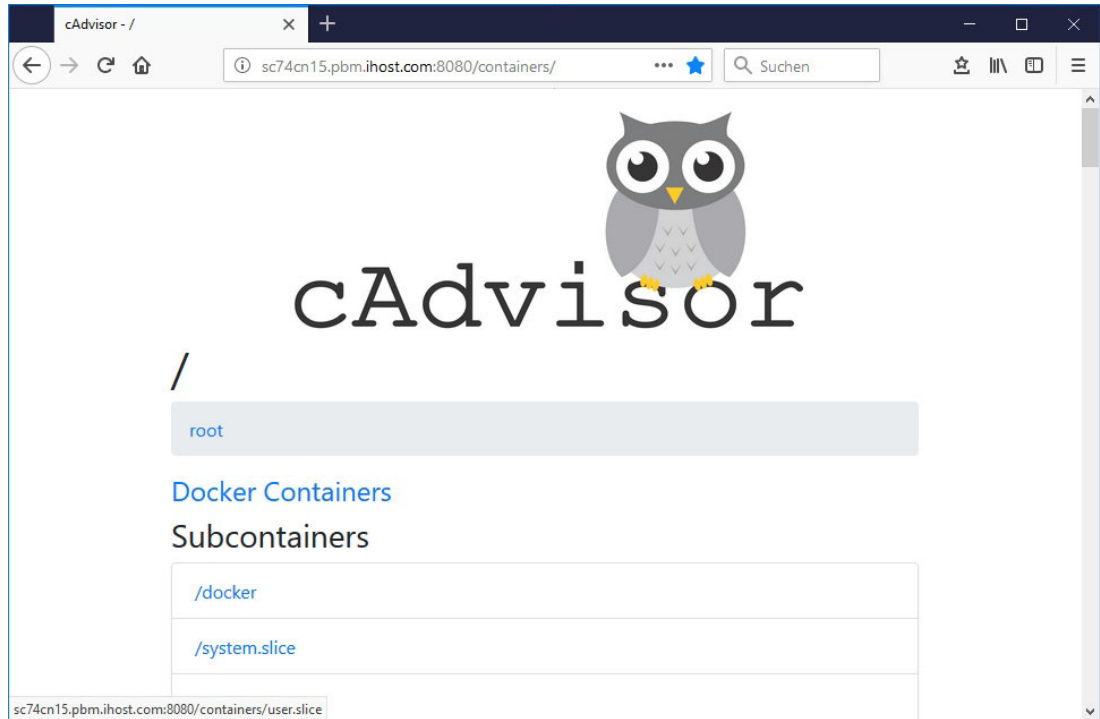 cAdvisor - /
sc74cn15.pbm.ihost.com:8080/containers/
Suchen
cAdvisor
/
root
Docker Containers
Subcontainers
/docker
/system.slice
sc74cn15.pbm.ihost.com:8080/containers/user.slice